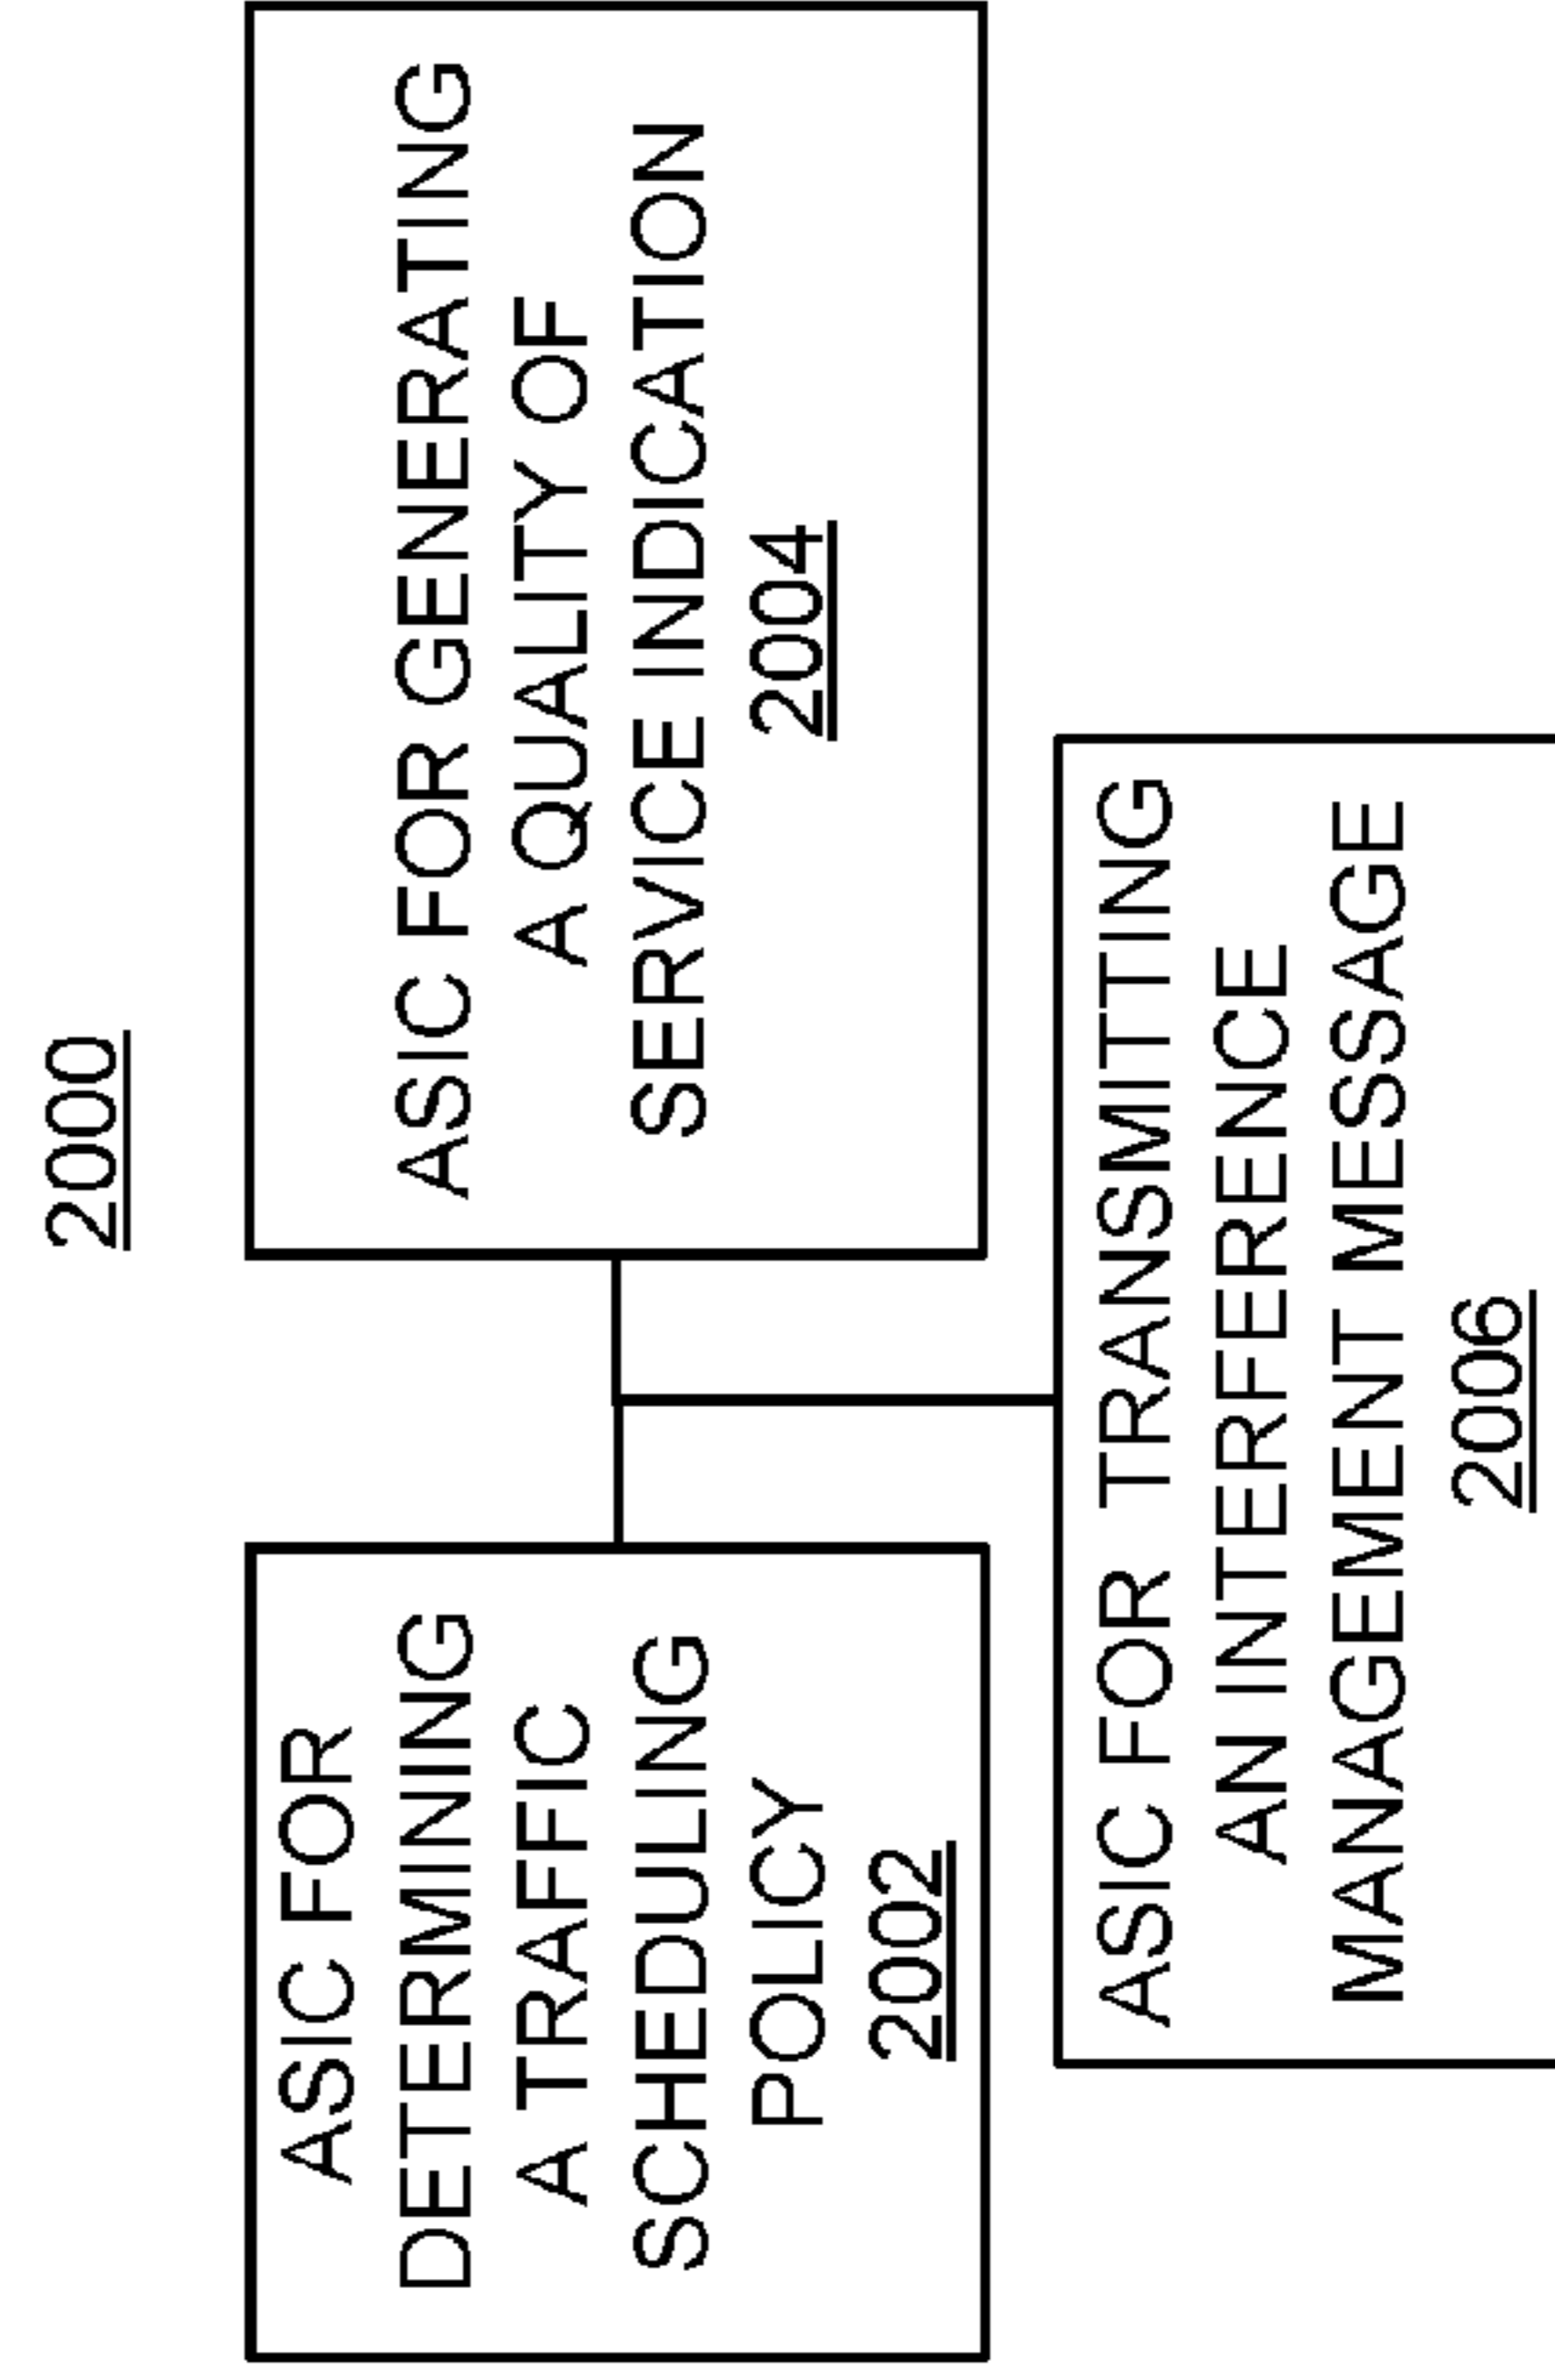 2000
ASIC FOR
DETERMINING
A TRAFFIC
SCHEDULING
POLICY
2002
ASIC FOR GENERATING
A QUALITY OF
SERVICE INDICATION
2004
ASIC FOR TRANSMITTING
AN INTERFERENCE
MANAGEMENT MESSAGE
2006